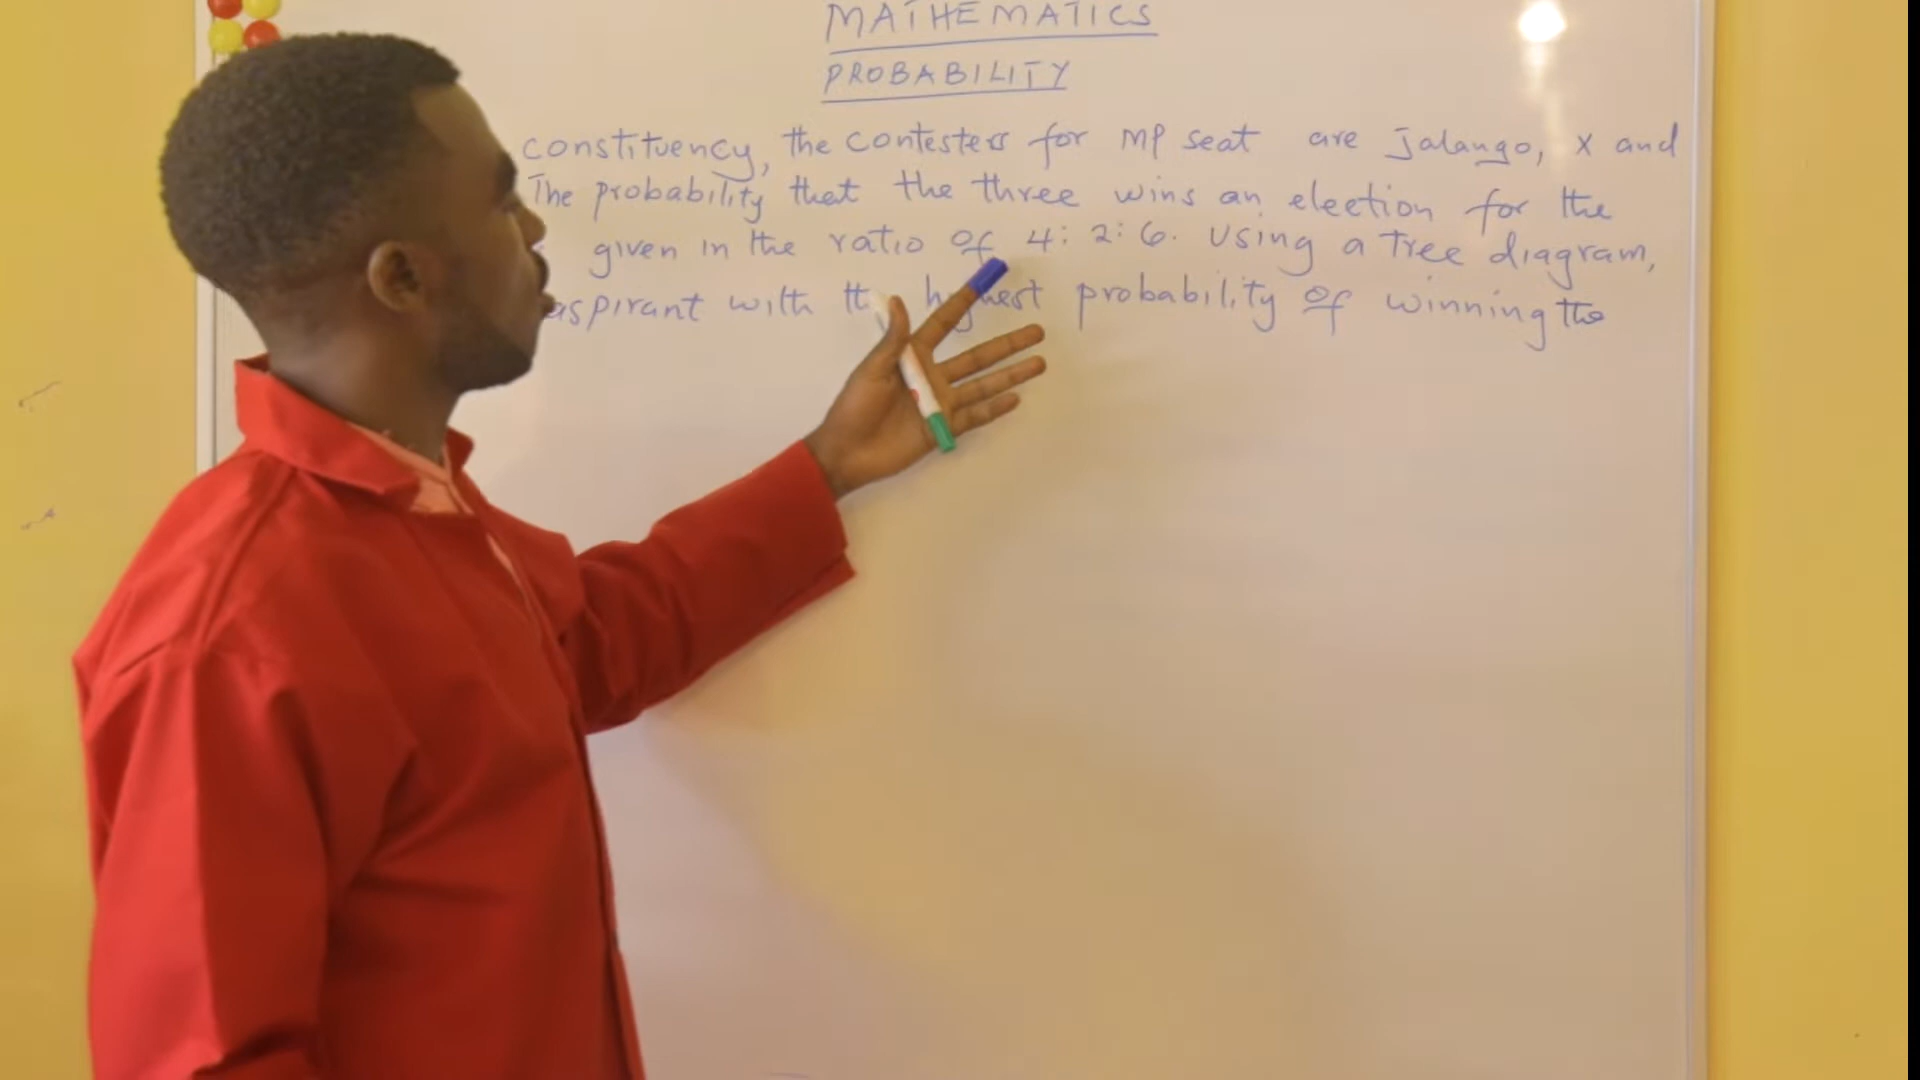 MATHEMATICS
PROBABILITY
constituency, the contesters for MP seat are Jalango, X and
The probability that the three wins an election for the
given in the ratio of 4: 2: 6. Using a tree diagram,
aspirant with the highest probability of winning the